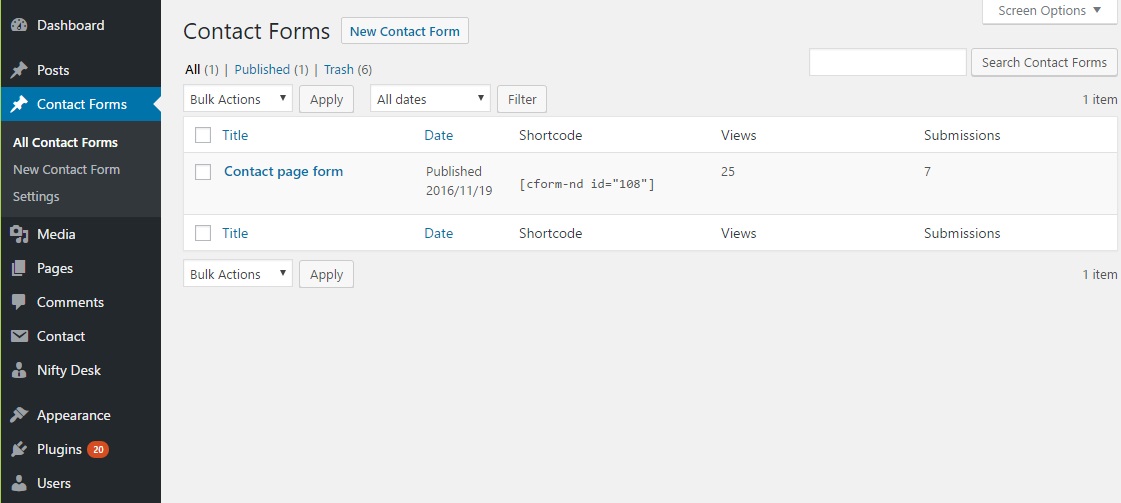 Dashboard
Posts
Contact Forms
All Contact Forms
New Contact Form
Settings
Media
Pages
Comments
Contact
Nifty Desk
Appearance
Plugins 20
Users
Screen Options
Contact Forms New Contact Form
All (1) | Published (1) | Trash (6)
Search Contact Forms
Bulk Actions Apply All dates Filter 1 item
Title Date Shortcode Views Submissions
Contact page form Published 2016/11/19 [cform-nd id="108"] 25 7
Title Date Shortcode Views Submissions
Bulk Actions Apply 1 item